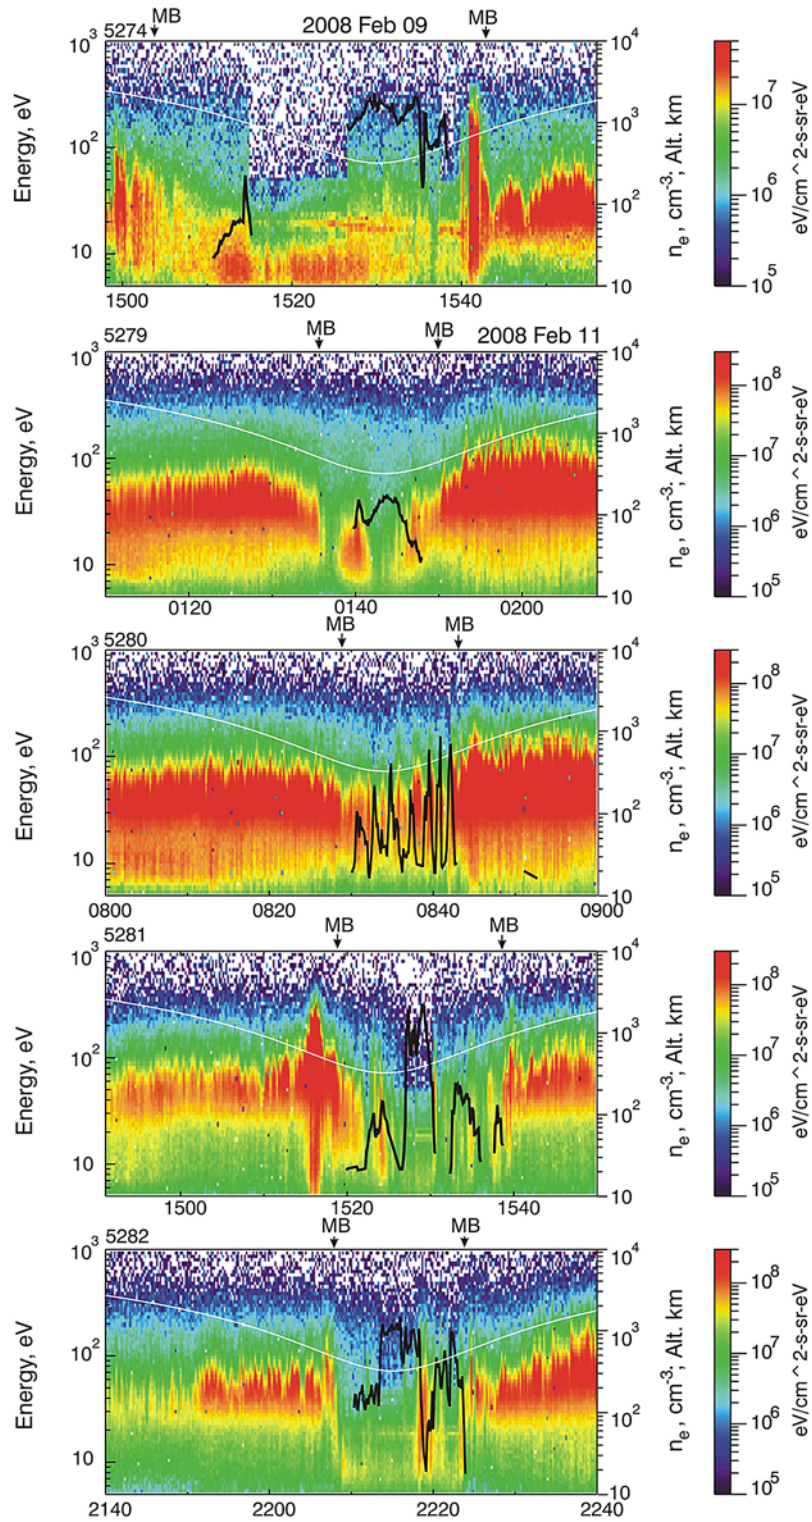 MB MB
5274 2008 Feb 09
10^3 10^4
Energy, eV
10^2 10^3
10^2
10 10
n_e, cm^-3; Alt. km
1500 1520 1540
10^7
10^6
10^5
eV/cm^2-s-sr-eV
MB MB
5279 2008 Feb 11
10^3 10^4
Energy, eV
10^2 10^3
10^2
10 10
n_e, cm^-3; Alt. km
0120 0140 0200
10^8
10^7
10^6
10^5
eV/cm^2-s-sr-eV
MB MB
5280
10^3 10^4
Energy, eV
10^2 10^3
10^2
10 10
n_e, cm^-3; Alt. km
0800 0820 0840 0900
10^8
10^7
10^6
10^5
eV/cm^2-s-sr-eV
MB MB
5281
10^3 10^4
Energy, eV
10^2 10^3
10^2
10 10
n_e, cm^-3; Alt. km
1500 1520 1540
10^8
10^7
10^6
10^5
eV/cm^2-s-sr-eV
MB MB
5282
10^3 10^4
Energy, eV
10^2 10^3
10^2
10 10
n_e, cm^-3; Alt. km
2140 2200 2220 2240
10^8
10^7
10^6
10^5
eV/cm^2-s-sr-eV